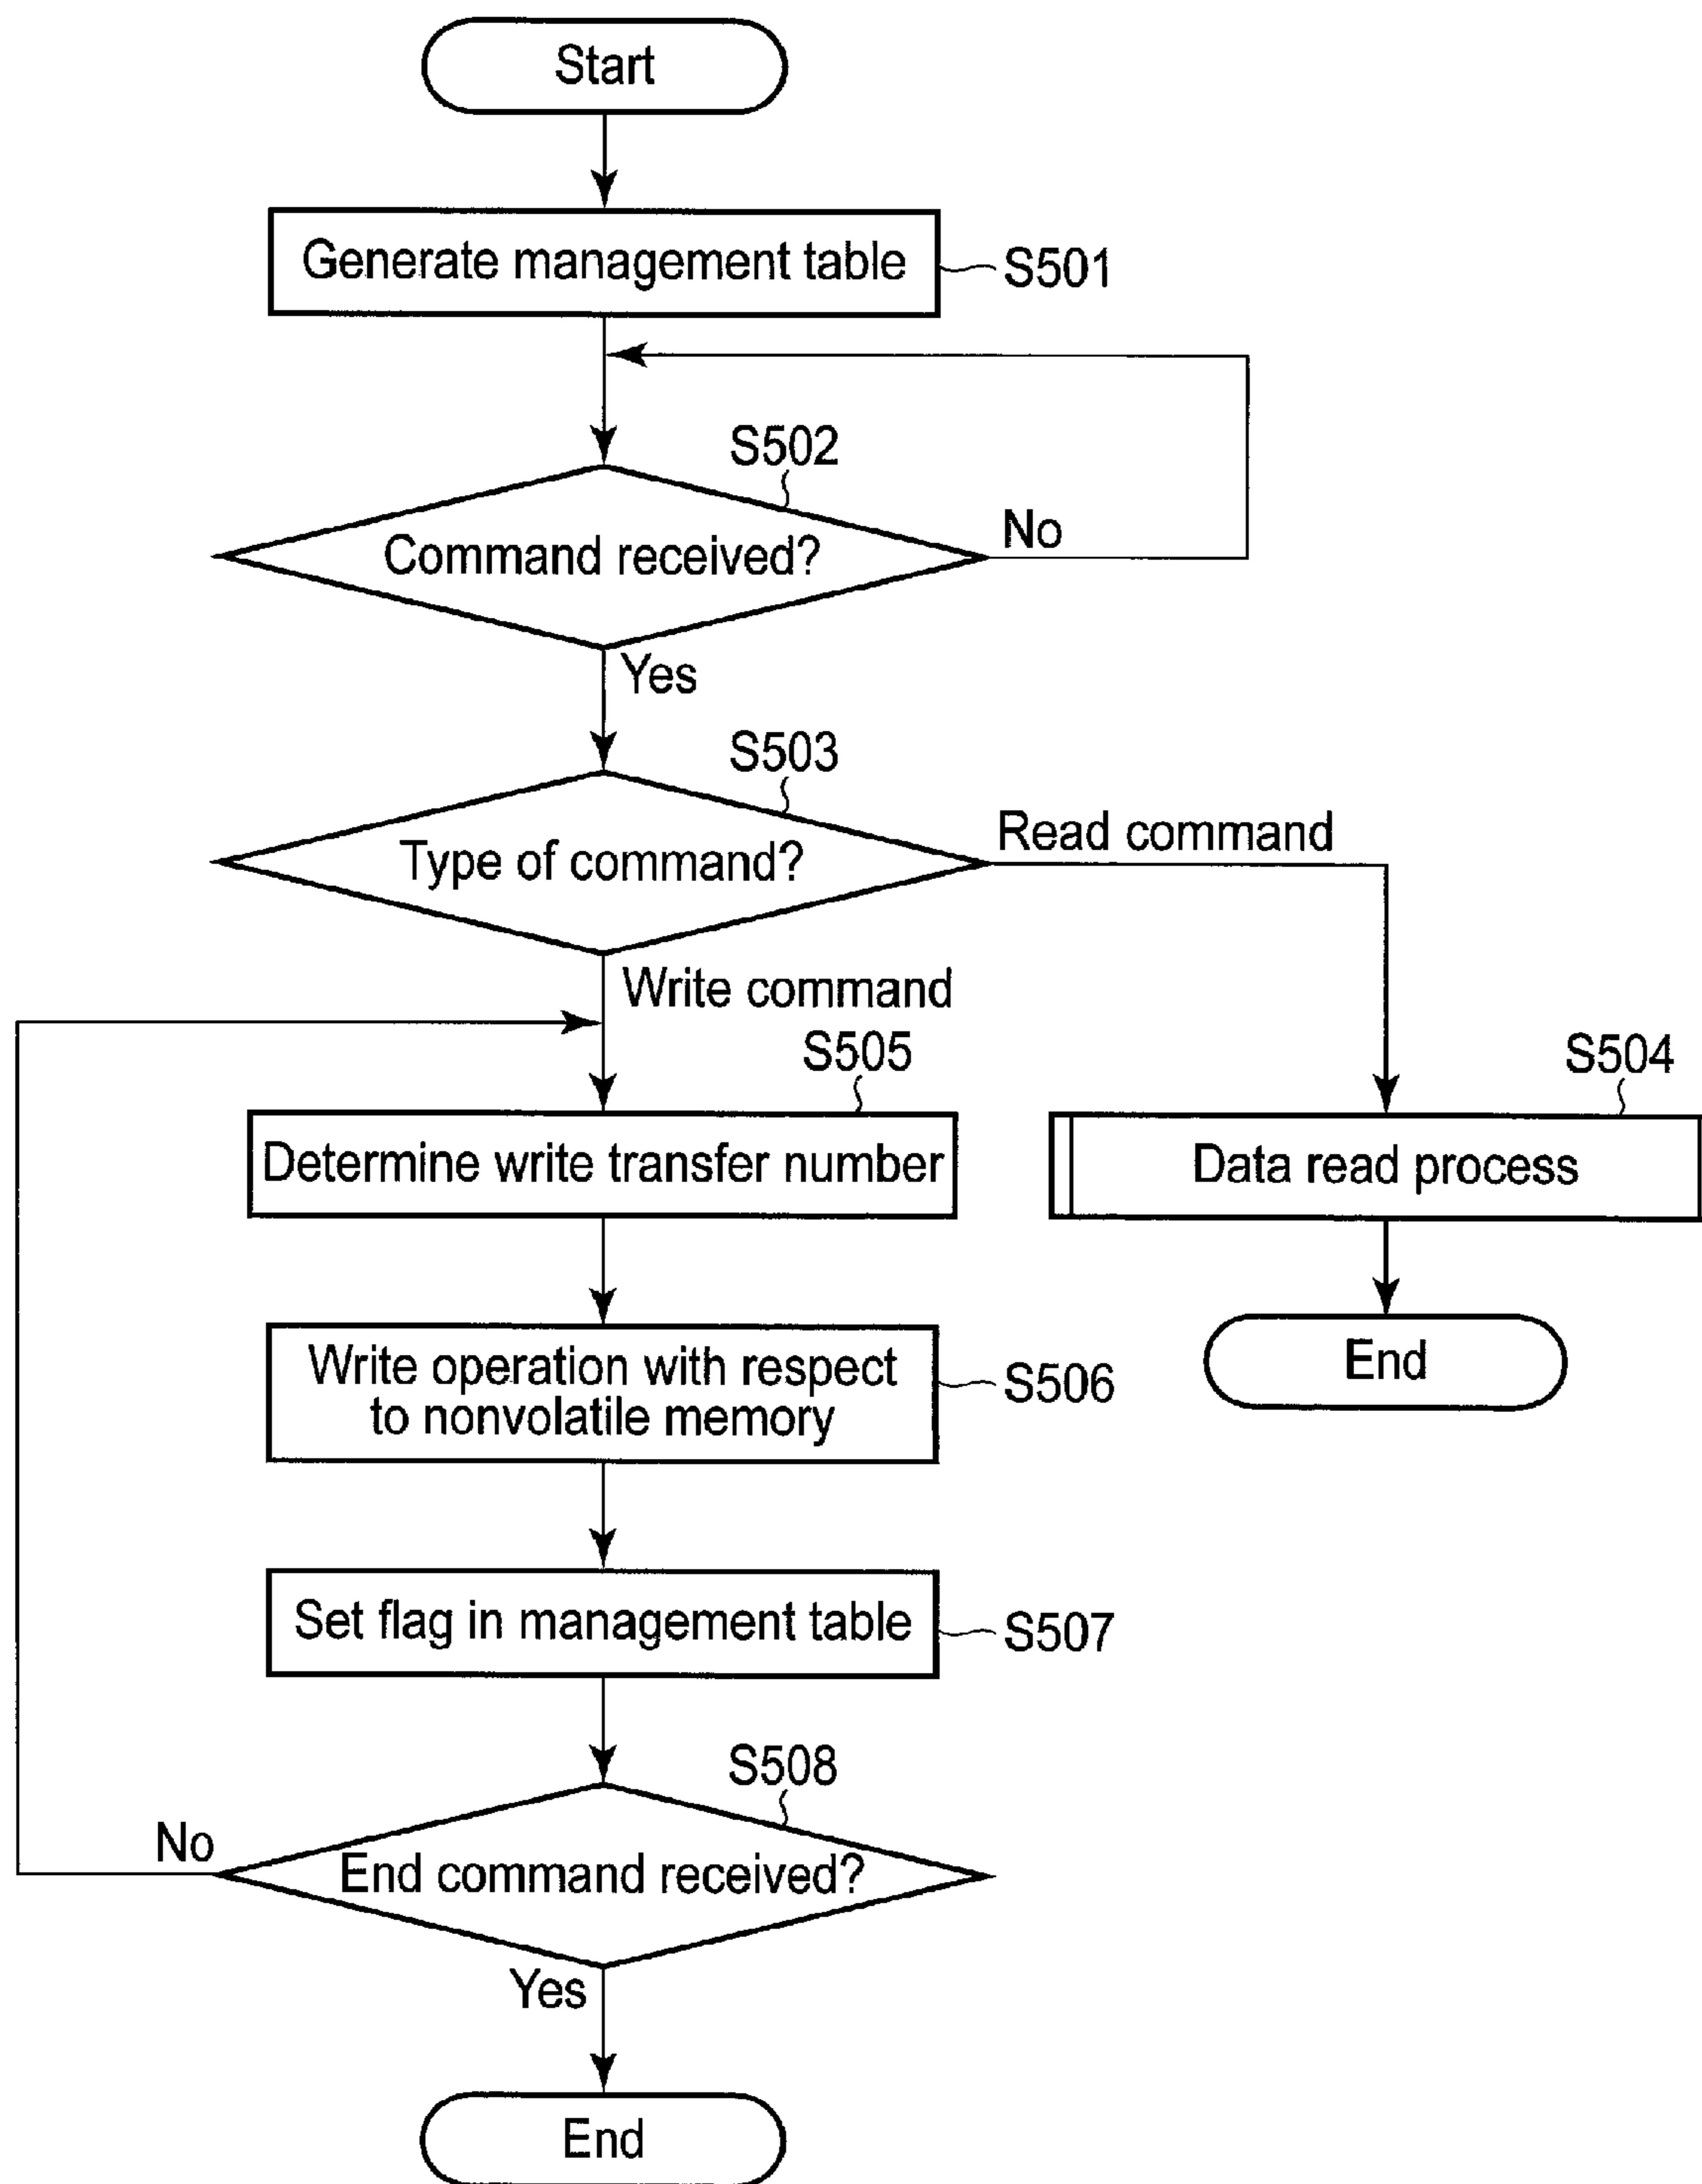 Start
Generate management table
S501
S502
Command received?
No
Yes
S503
Type of command?
Read command
Write command
S505
S504
Determine write transfer number
Data read process
Write operation with respect
to nonvolatile memory
S506
End
Set flag in management table
S507
S508
No
End command received?
Yes
End